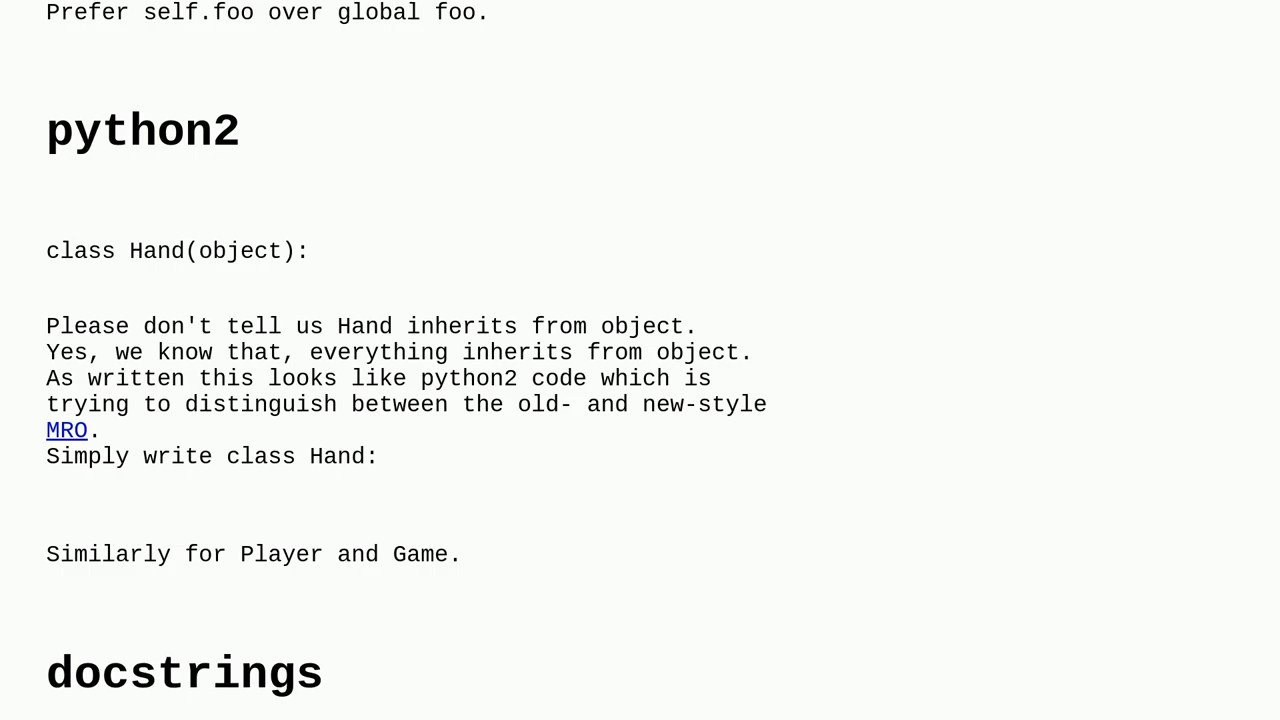 Prefer self.foo over global foo.
python2
class Hand(object):
Please don't tell us Hand inherits from object.
Yes, we know that, everything inherits from object.
As written this looks like python2 code which is
trying to distinguish between the old- and new-style
MRO.
Simply write class Hand:
Similarly for Player and Game.
docstrings